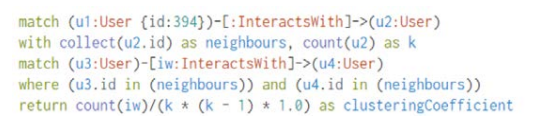 match (u1:User {id:394})-[:InteractsWith]->(u2:User)
with collect(u2.id) as neighbours, count(u2) as k
match (u3:User)-[iw:InteractsWith]->(u4:User)
where (u3.id in (neighbours)) and (u4.id in (neighbours))
return count(iw)/(k * (k - 1) * 1.0) as clusteringCoefficient